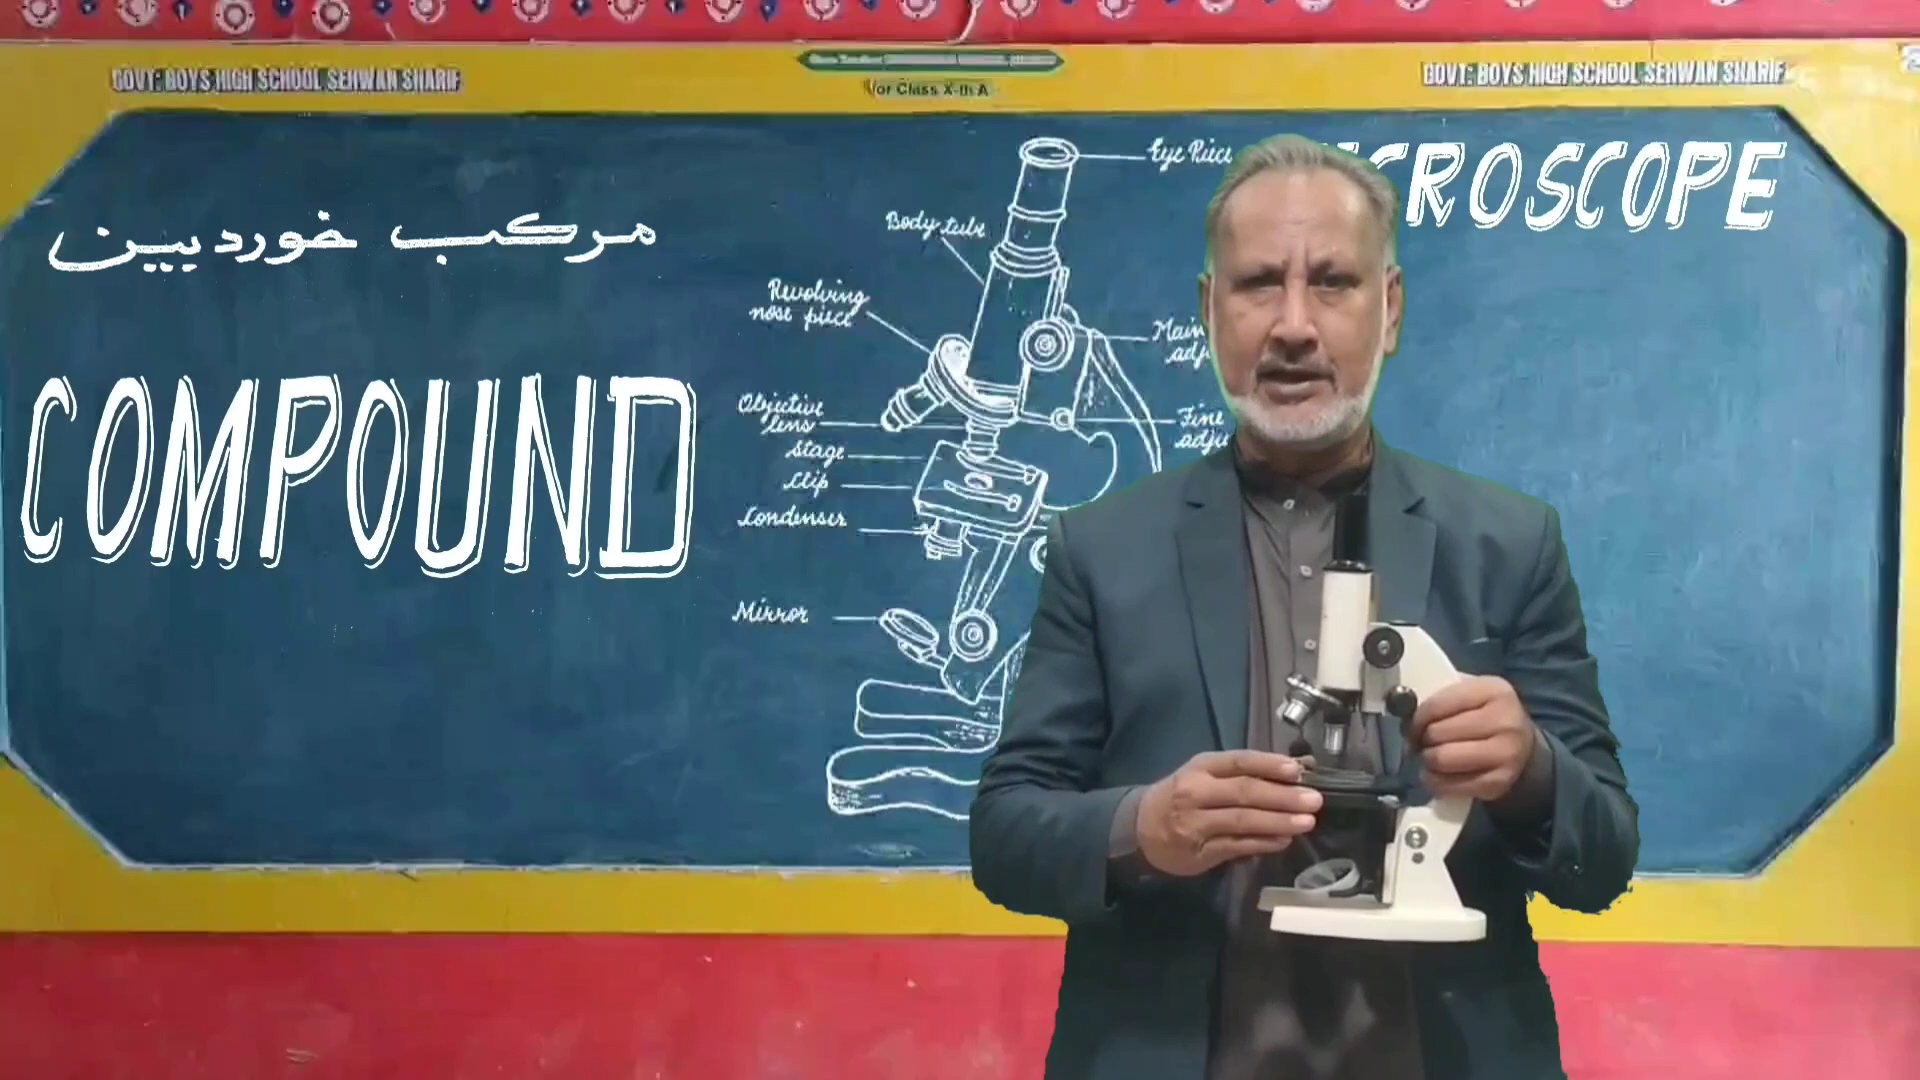 GOVT: BOYS HIGH SCHOOL SEHWAN SHARIF
GOVT: BOYS HIGH SCHOOL SEHWAN SHARIF
for Class X-th A
مرکب خوردبین
COMPOUND
CROSCOPE
Eye Piece
Body tube
Revolving
nose piece
Main
adj
Objective
lens
Fine
adju
Stage
Clip
Condenser
Mirror